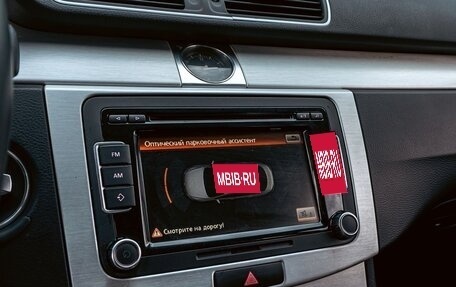 Оптический парковочный ассистент
FM
AM
MBIB.RU
Смотрите на дорогу!